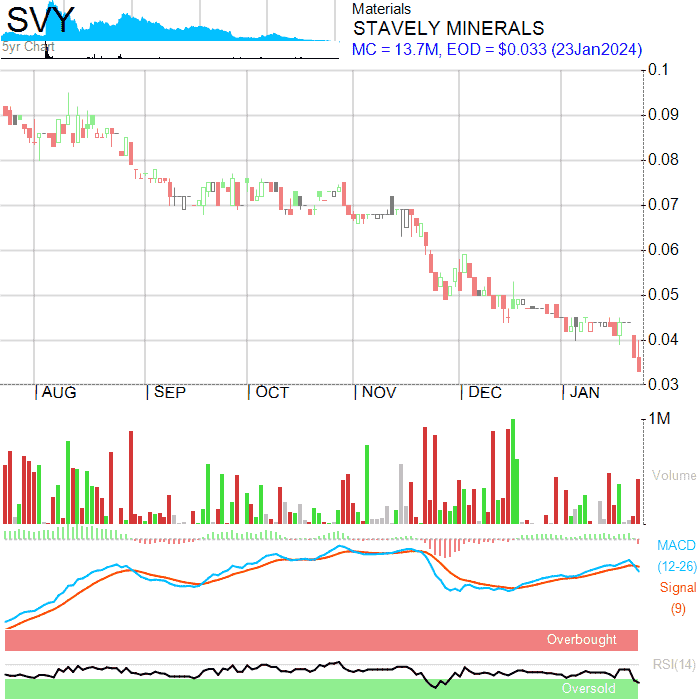 SVY
5yr Chart
Materials
STAVELY MINERALS
MC = 13.7M, EOD = $0.033 (23Jan2024)
0.1
0.09
0.08
0.07
0.06
0.05
0.04
0.03
AUG SEP OCT NOV DEC JAN
1M
Volume
MACD
(12-26)
Signal
(9)
Overbought
RSI(14)
Oversold